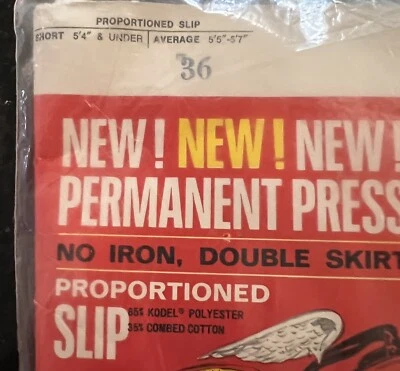 PROPORTIONED SLIP
SHORT 5'4" & UNDER | AVERAGE 5'5"-5'7"
36
NEW! NEW! NEW!
PERMANENT PRESS
NO IRON, DOUBLE SKIRT
PROPORTIONED
SLIP
65% KODEL® POLYESTER
35% COMBED COTTON